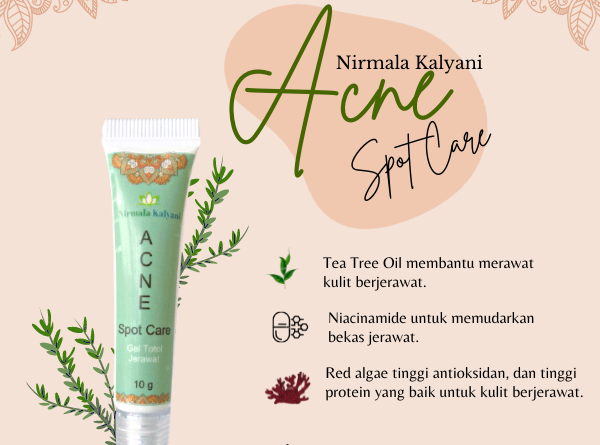 Nirmala Kalyani
Acne
Spot Care
Nirmala Kalyani
ACNE
Spot Care
Gel Totol
Jerawat
10 g
Tea Tree Oil membantu merawat
kulit berjerawat.
Niacinamide untuk memudarkan
bekas jerawat.
Red algae tinggi antioksidan, dan tinggi
protein yang baik untuk kulit berjerawat.